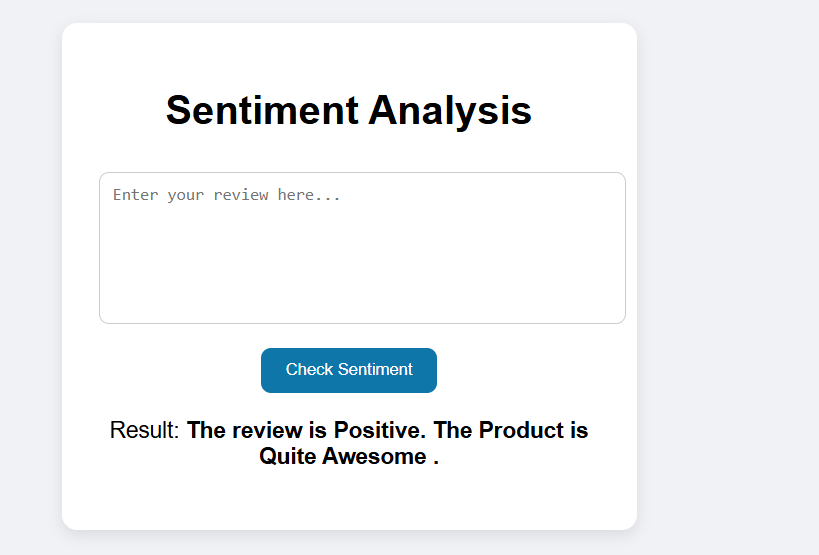 Sentiment Analysis
Enter your review here...
Check Sentiment
Result: The review is Positive. The Product is
Quite Awesome .